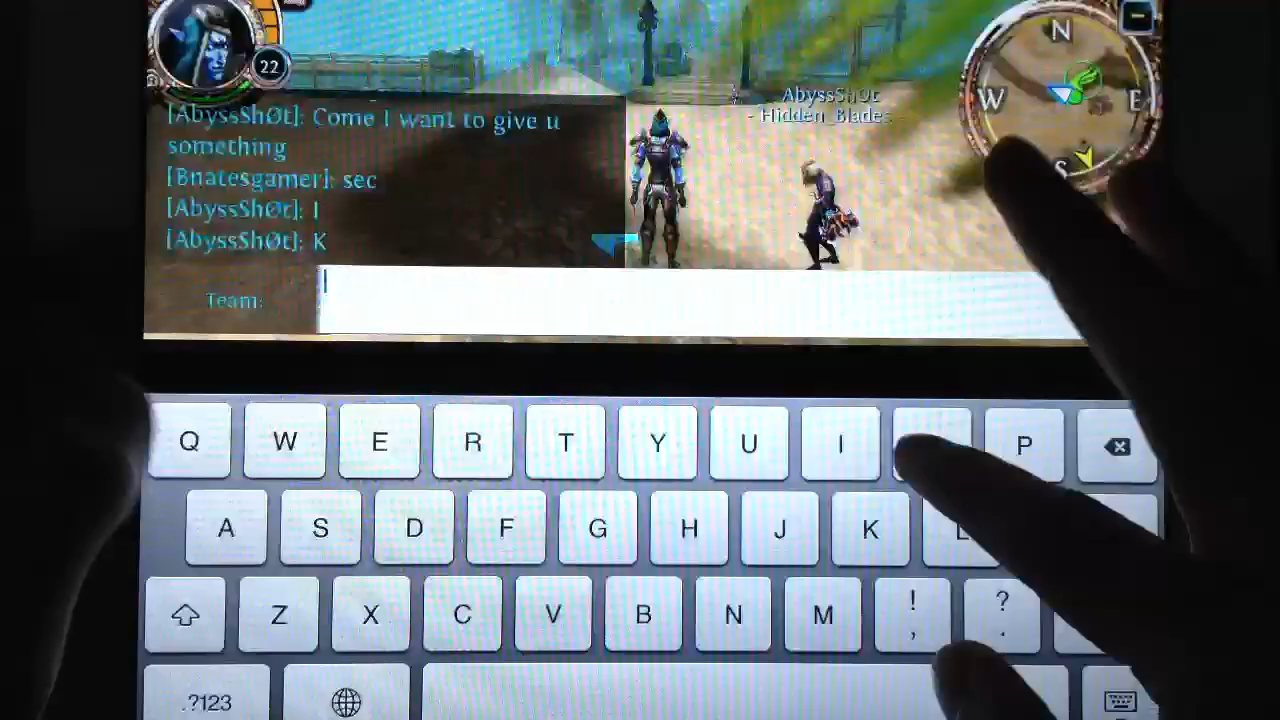 N
22
W
E
S
AbyssShØt
- Hidden_Blades -
[AbyssShØt]: Come I want to give u
something
[Bnatesgamer]: sec
[AbyssShØt]: I
[AbyssShØt]: K
Team:
Q W E R T Y U I P
A S D F G H J K L
Z X C V B N M ! , ? .
.?123